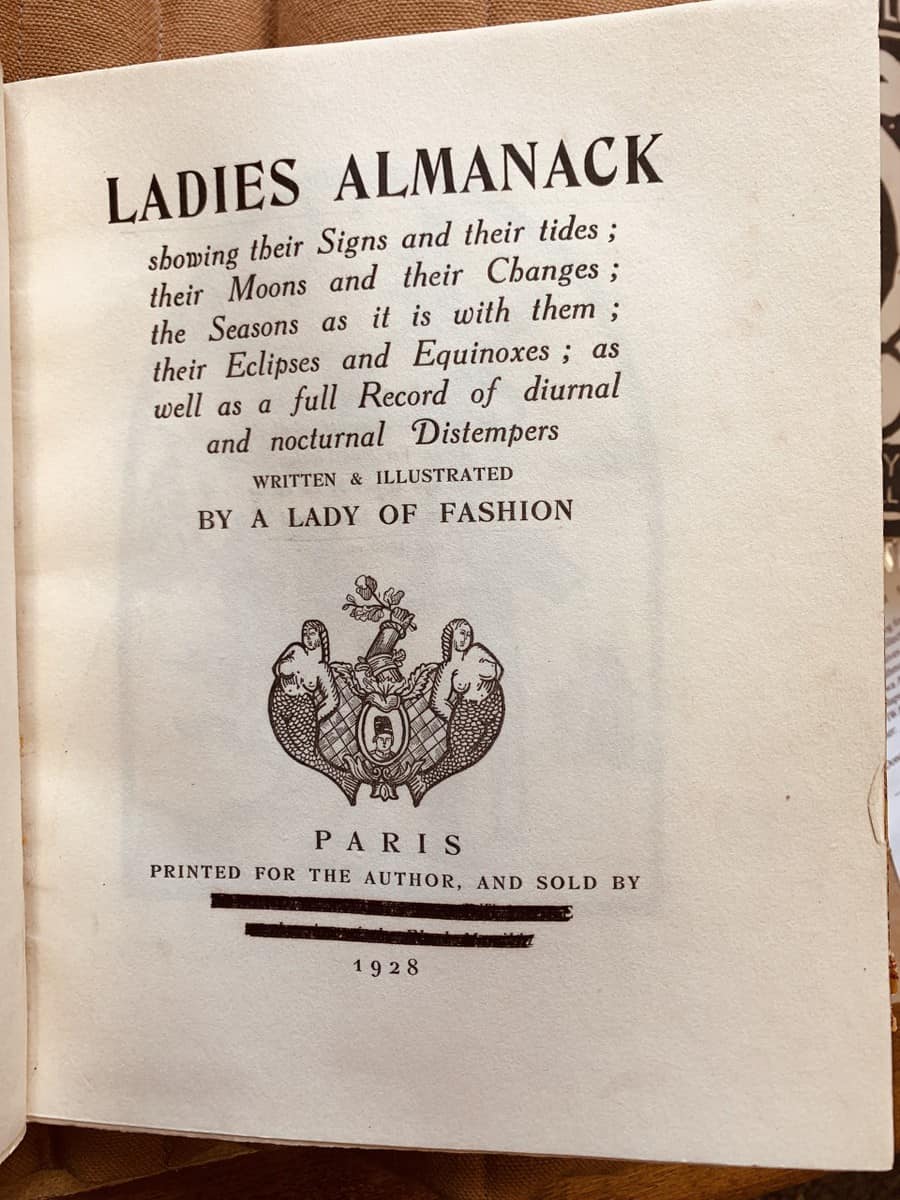 LADIES ALMANACK
showing their Signs and their tides ;
their Moons and their Changes ;
the Seasons as it is with them ;
their Eclipses and Equinoxes ; as
well as a full Record of diurnal
and nocturnal Distempers
WRITTEN & ILLUSTRATED
BY A LADY OF FASHION
PARIS
PRINTED FOR THE AUTHOR, AND SOLD BY
1928